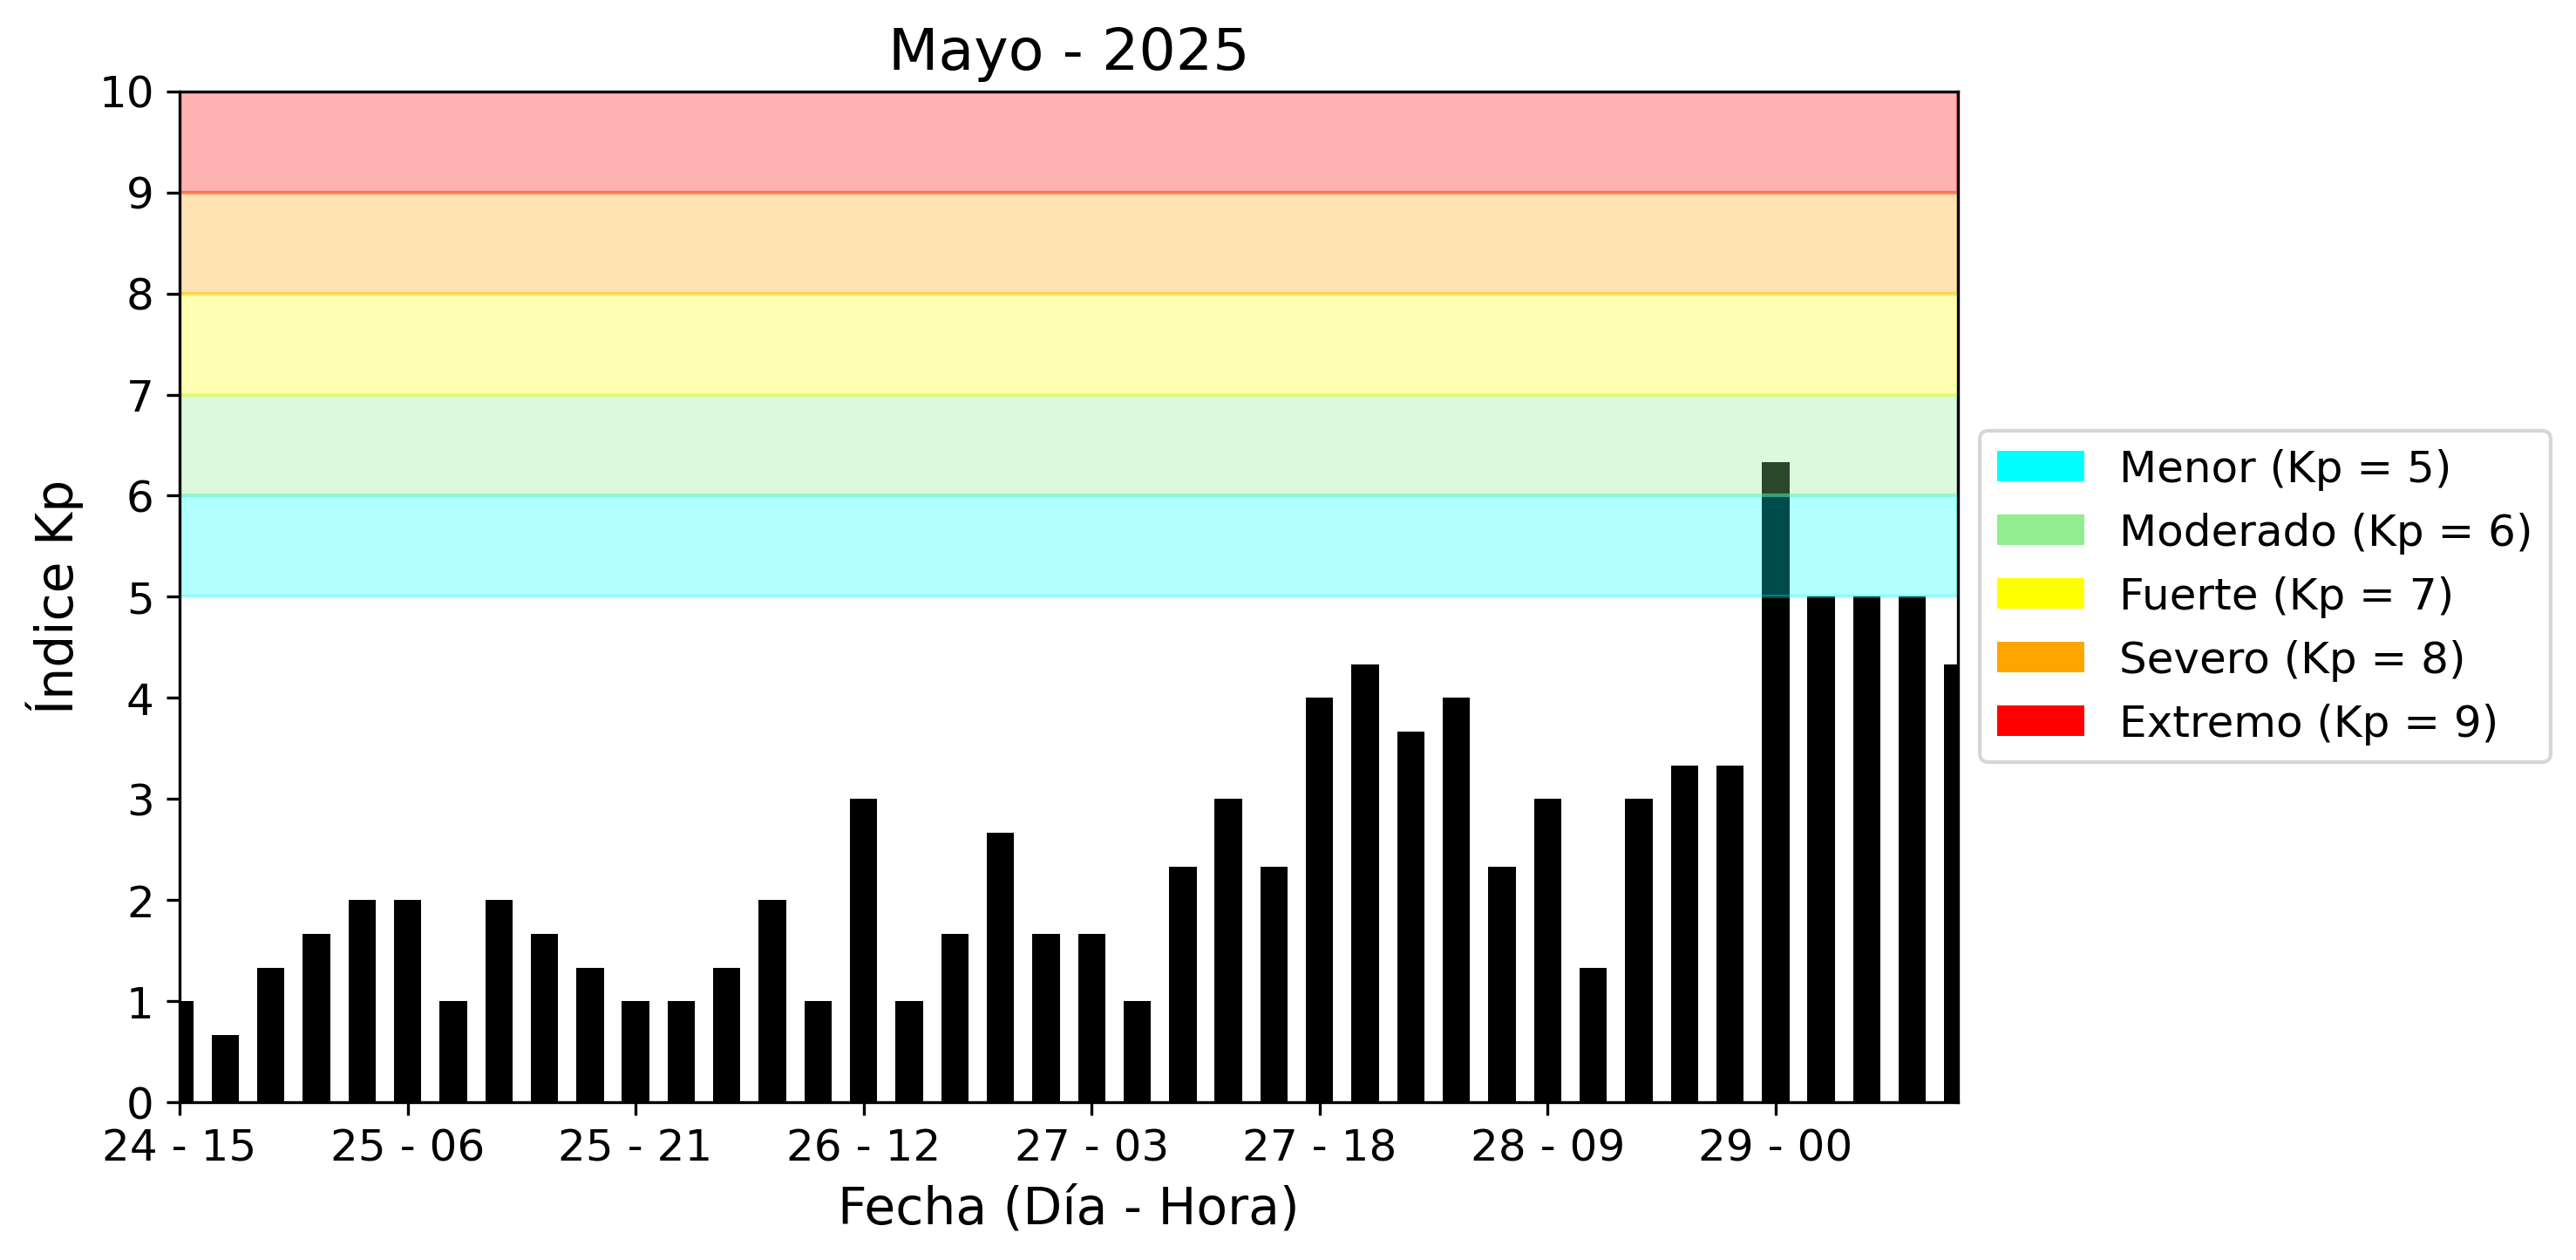 Mayo - 2025
10
9
8
7
6
5
4
3
2
1
0
Índice Kp
24 - 15
25 - 06
25 - 21
26 - 12
27 - 03
27 - 18
28 - 09
29 - 00
Fecha (Día - Hora)
Menor (Kp = 5)
Moderado (Kp = 6)
Fuerte (Kp = 7)
Severo (Kp = 8)
Extremo (Kp = 9)